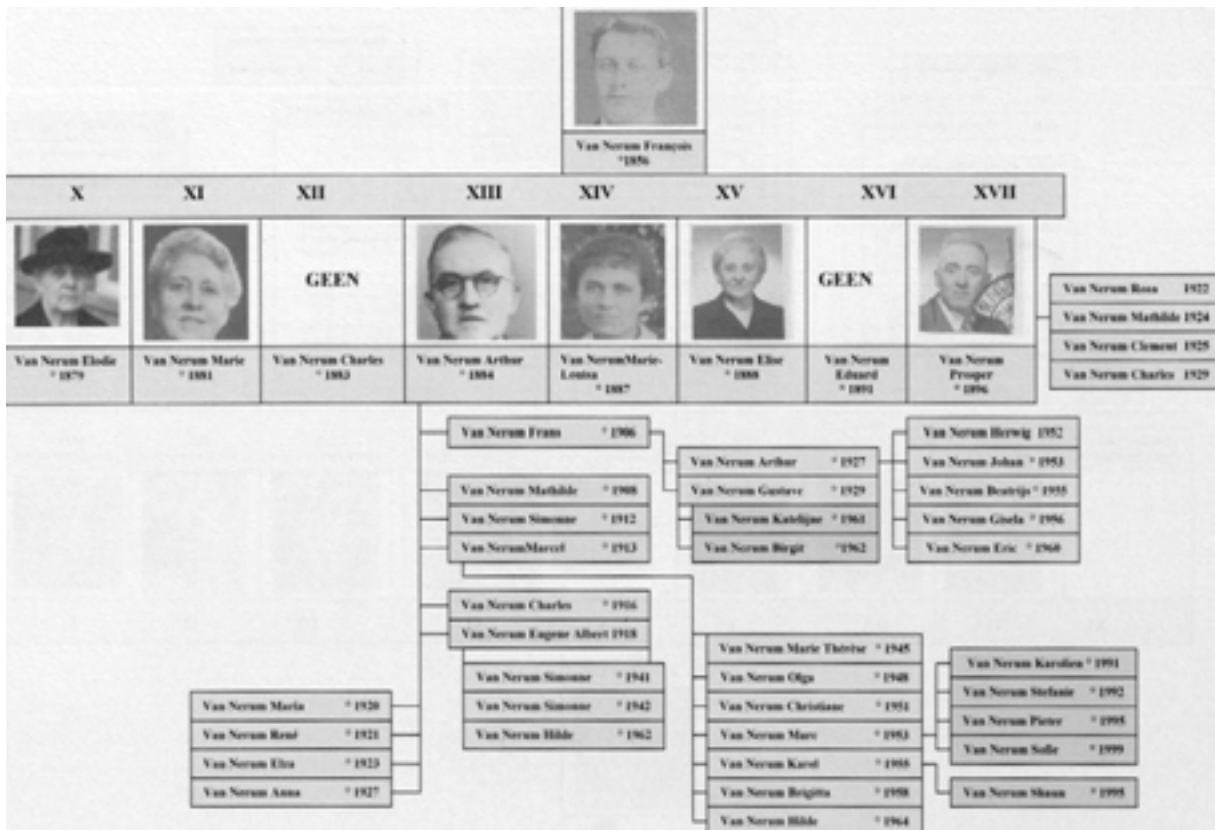 Van Nerum François
°1856
X XI XII XIII XIV XV XVI XVII
GEEN
GEEN
Van Nerum Elodie
° 1879
Van Nerum Marie
° 1881
Van Nerum Charles
° 1883
Van Nerum Arthur
° 1884
Van NerumMarie-
Louisa
° 1887
Van Nerum Elise
° 1888
Van Nerum
Eduard
° 1891
Van Nerum
Prosper
° 1896
Van Nerum Rosa 1922
Van Nerum Mathilde 1924
Van Nerum Clement 1925
Van Nerum Charles 1929
Van Nerum Frans ° 1906
Van Nerum Mathilde ° 1908
Van Nerum Simonne ° 1912
Van NerumMarcel ° 1913
Van Nerum Charles ° 1916
Van Nerum Eugene Albert 1918
Van Nerum Arthur ° 1927
Van Nerum Gustave ° 1929
Van Nerum Katelijne ° 1961
Van Nerum Birgit °1962
Van Nerum Herwig 1952
Van Nerum Johan ° 1953
Van Nerum Beatrijs ° 1955
Van Nerum Gisela ° 1956
Van Nerum Eric ° 1960
Van Nerum Simonne ° 1941
Van Nerum Simonne ° 1942
Van Nerum Hilde ° 1962
Van Nerum Maria ° 1920
Van Nerum René ° 1921
Van Nerum Elza ° 1923
Van Nerum Anna ° 1927
Van Nerum Marie Thérèse ° 1945
Van Nerum Olga ° 1948
Van Nerum Christiane ° 1951
Van Nerum Marc ° 1953
Van Nerum Karel ° 1955
Van Nerum Brigitta ° 1958
Van Nerum Hilde ° 1964
Van Nerum Karolien ° 1991
Van Nerum Stefanie ° 1992
Van Nerum Pieter ° 1995
Van Nerum Sofie ° 1999
Van Nerum Shaun ° 1995